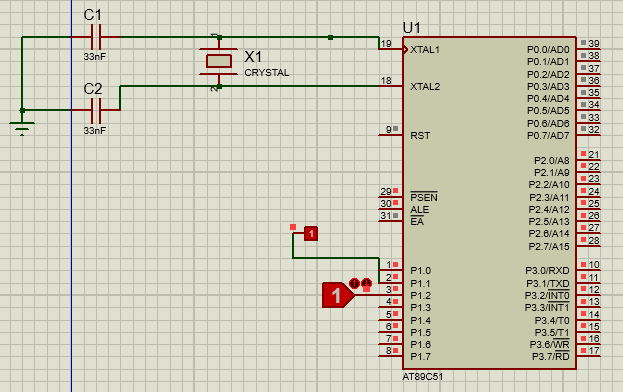 C1
33nF
C2
33nF
1
2
X1
CRYSTAL
U1
19 XTAL1
18 XTAL2
9 RST
29 PSEN
30 ALE
31 EA
1 P1.0
2 P1.1
3 P1.2
4 P1.3
5 P1.4
6 P1.5
7 P1.6
8 P1.7
P0.0/AD0 39
P0.1/AD1 38
P0.2/AD2 37
P0.3/AD3 36
P0.4/AD4 35
P0.5/AD5 34
P0.6/AD6 33
P0.7/AD7 32
P2.0/A8 21
P2.1/A9 22
P2.2/A10 23
P2.3/A11 24
P2.4/A12 25
P2.5/A13 26
P2.6/A14 27
P2.7/A15 28
P3.0/RXD 10
P3.1/TXD 11
P3.2/INT0 12
P3.3/INT1 13
P3.4/T0 14
P3.5/T1 15
P3.6/WR 16
P3.7/RD 17
AT89C51
1
1